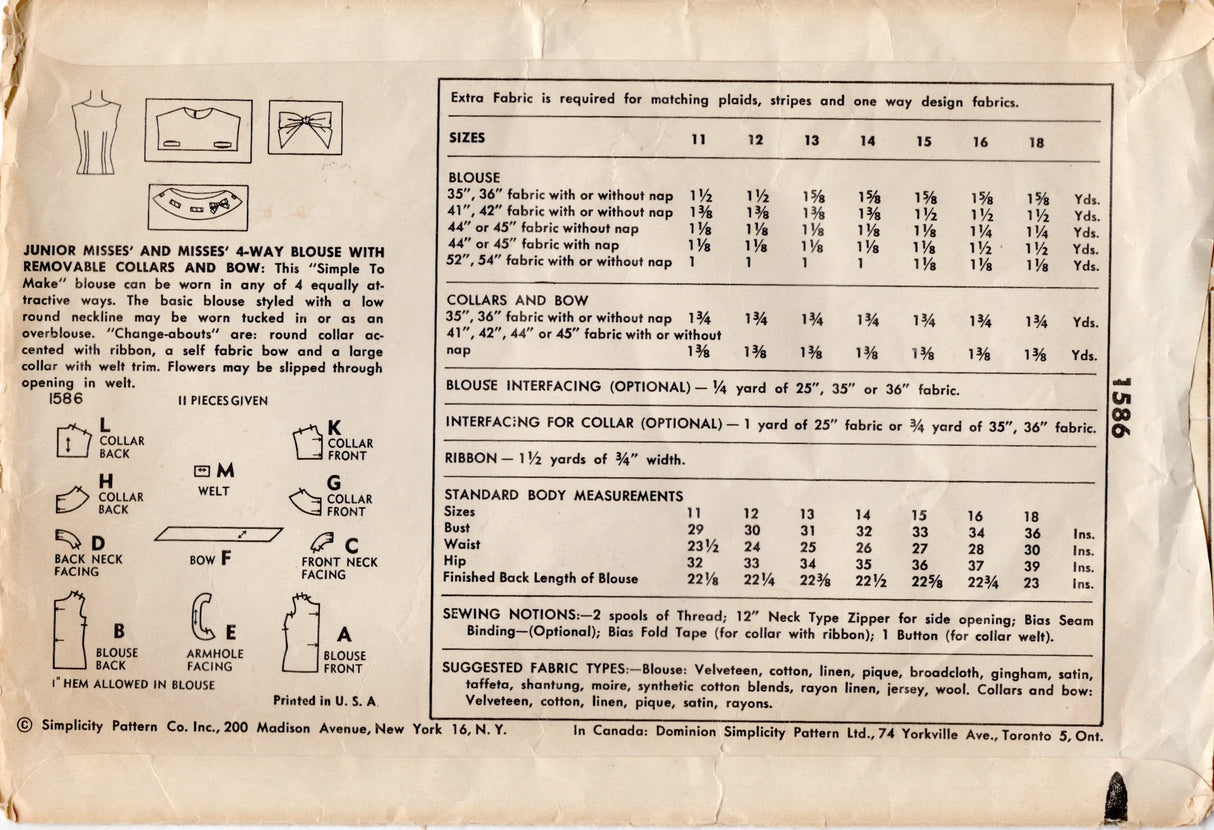 JUNIOR MISSES' AND MISSES' 4-WAY BLOUSE WITH
REMOVABLE COLLARS AND BOW: This "Simple To
Make" blouse can be worn in any of 4 equally at-
tractive ways. The basic blouse styled with a low
round neckline may be worn tucked in or as an
overblouse. "Change-abouts" are: round collar ac-
cented with ribbon, a self fabric bow and a large
collar with welt trim. Flowers may be slipped through
opening in welt.
1586 11 PIECES GIVEN
L COLLAR BACK
K COLLAR FRONT
M WELT
H COLLAR BACK
G COLLAR FRONT
D BACK NECK FACING
BOW F
C FRONT NECK FACING
B BLOUSE BACK
E ARMHOLE FACING
A BLOUSE FRONT
1" HEM ALLOWED IN BLOUSE
Printed in U. S. A.
Extra Fabric is required for matching plaids, stripes and one way design fabrics.
SIZES 11 12 13 14 15 16 18
BLOUSE
35", 36" fabric with or without nap 1½ 1½ 1⅝ 1⅝ 1⅝ 1⅝ 1⅝ Yds.
41", 42" fabric with or without nap 1⅜ 1⅜ 1⅜ 1⅜ 1½ 1½ 1½ Yds.
44" or 45" fabric without nap 1⅛ 1⅛ 1⅛ 1⅛ 1⅛ 1¼ 1¼ Yds.
44" or 45" fabric with nap 1⅛ 1⅛ 1⅛ 1⅛ 1⅛ 1½ 1½ Yds.
52", 54" fabric with or without nap 1 1 1 1 1⅛ 1⅛ 1⅛ Yds.
COLLARS AND BOW
35", 36" fabric with or without nap 1¾ 1¾ 1¾ 1¾ 1¾ 1¾ 1¾ Yds.
41", 42", 44" or 45" fabric with or without
nap 1⅜ 1⅜ 1⅜ 1⅜ 1⅜ 1⅜ 1⅜ Yds.
BLOUSE INTERFACING (OPTIONAL) — ¼ yard of 25", 35" or 36" fabric.
INTERFACING FOR COLLAR (OPTIONAL) — 1 yard of 25" fabric or ¾ yard of 35", 36" fabric.
RIBBON — 1½ yards of ¾" width.
STANDARD BODY MEASUREMENTS
Sizes 11 12 13 14 15 16 18
Bust 29 30 31 32 33 34 36 Ins.
Waist 23½ 24 25 26 27 28 30 Ins.
Hip 32 33 34 35 36 37 39 Ins.
Finished Back Length of Blouse 22⅛ 22¼ 22⅜ 22½ 22⅝ 22¾ 23 Ins.
SEWING NOTIONS:—2 spools of Thread; 12" Neck Type Zipper for side opening; Bias Seam
Binding—(Optional); Bias Fold Tape (for collar with ribbon); 1 Button (for collar welt).
SUGGESTED FABRIC TYPES:—Blouse: Velveteen, cotton, linen, pique, broadcloth, gingham, satin,
taffeta, shantung, moire, synthetic cotton blends, rayon linen, jersey, wool. Collars and bow:
Velveteen, cotton, linen, pique, satin, rayons.
1586
© Simplicity Pattern Co. Inc., 200 Madison Avenue, New York 16, N. Y. In Canada: Dominion Simplicity Pattern Ltd., 74 Yorkville Ave., Toronto 5, Ont.